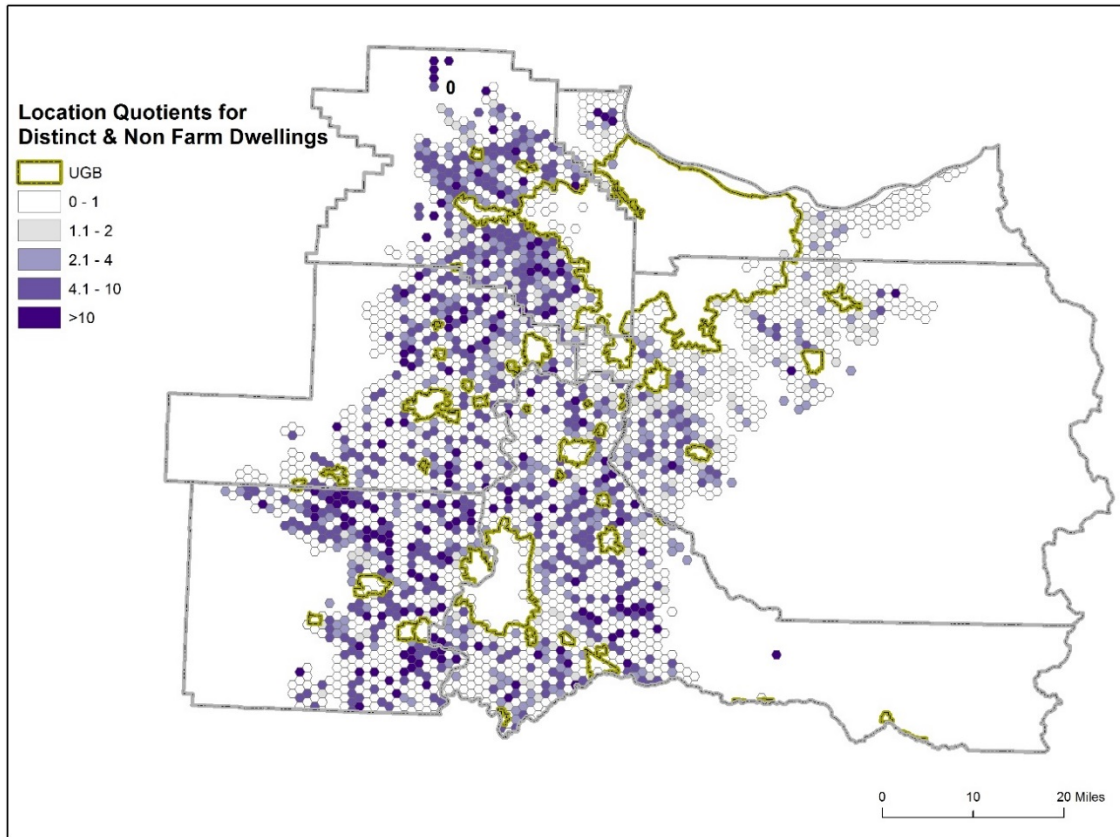 0
Location Quotients for
Distinct & Non Farm Dwellings
UGB
0 - 1
1.1 - 2
2.1 - 4
4.1 - 10
>10
0 10 20 Miles